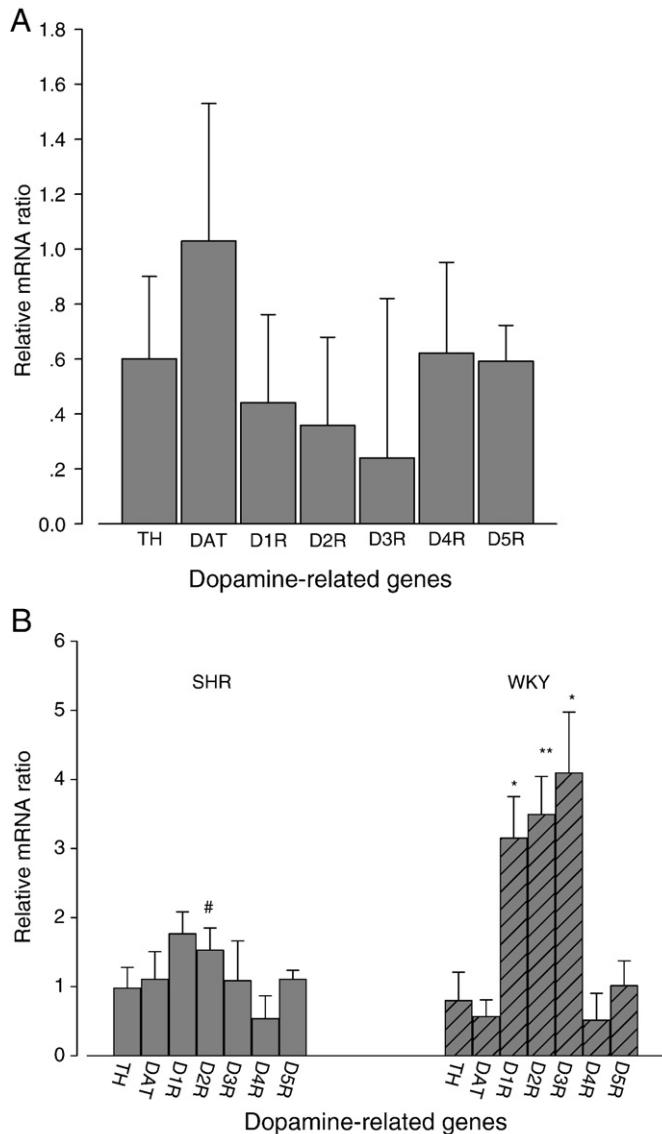 A
1.8
1.6
1.4
1.2
1.0
.8
.6
.4
.2
0.0
Relative mRNA ratio
TH DAT D1R D2R D3R D4R D5R
Dopamine-related genes
B
6
5
4
3
2
1
0
Relative mRNA ratio
SHR WKY
#
* ** *
TH DAT D1R D2R D3R D4R D5R TH DAT D1R D2R D3R D4R D5R
Dopamine-related genes